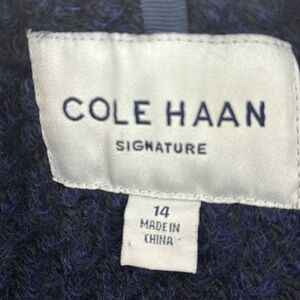 COLE HAAN
SIGNATURE
14
MADE IN
CHINA